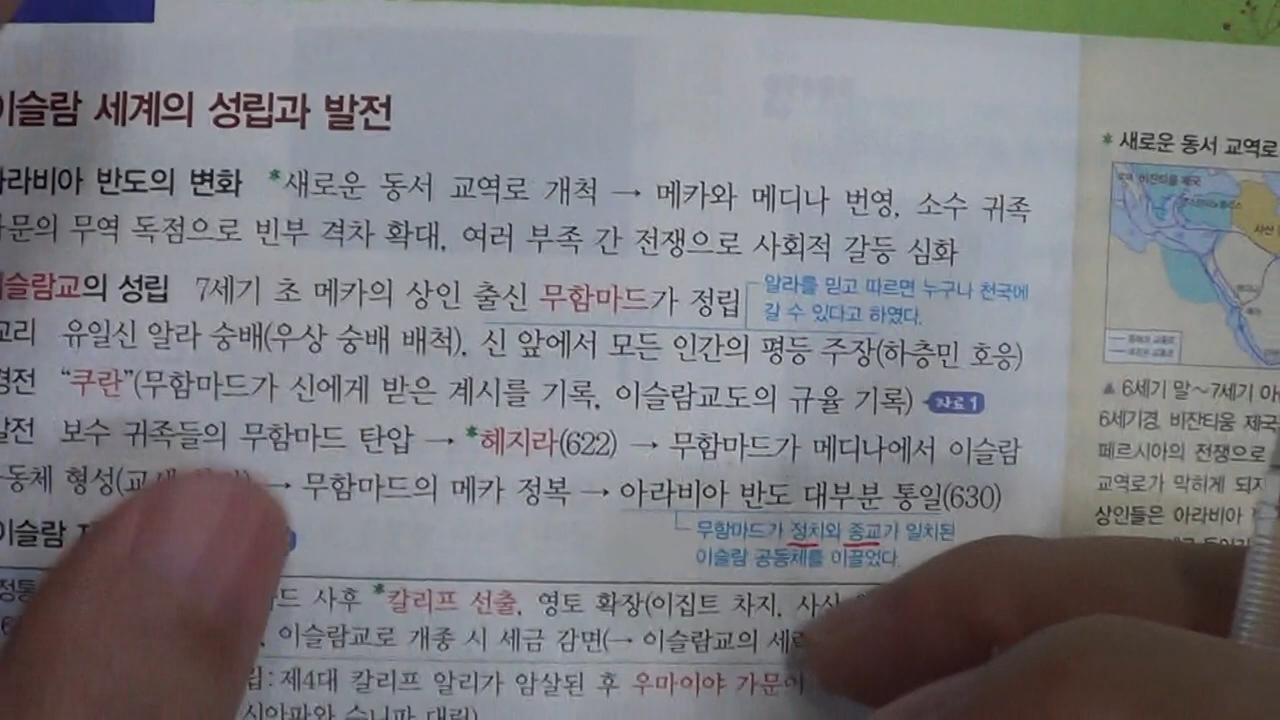 이슬람 세계의 성립과 발전
아라비아 반도의 변화 *새로운 동서 교역로 개척 → 메카와 메디나 번영, 소수 귀족
가문의 무역 독점으로 빈부 격차 확대, 여러 부족 간 전쟁으로 사회적 갈등 심화
이슬람교의 성립 7세기 초 메카의 상인 출신 무함마드가 정립
알라를 믿고 따르면 누구나 천국에
갈 수 있다고 하였다.
교리 유일신 알라 숭배(우상 숭배 배척), 신 앞에서 모든 인간의 평등 주장(하층민 호응)
경전 “쿠란”(무함마드가 신에게 받은 계시를 기록, 이슬람교도의 규율 기록) 자료1
발전 보수 귀족들의 무함마드 탄압 → *헤지라(622) → 무함마드가 메디나에서 이슬람
공동체 형성( → 무함마드의 메카 정복 → 아라비아 반도 대부분 통일(630)
무함마드가 정치와 종교가 일치된
이슬람 공동체를 이끌었다.
이슬람
정통
사후 *칼리프 선출, 영토 확장(이집트 차지,
이슬람교로 개종 시 세금 감면(→ 이슬람교의
: 제4대 칼리프 알리가 암살된 후 우마이야 가문이
시아파와 수니파 대립)
* 새로운 동서 교역로
비잔티움 제국
▲ 6세기 말~7세기
6세기경, 비잔티움 제국
페르시아의 전쟁으로
교역로가 막히게 되자
상인들은 아라비아